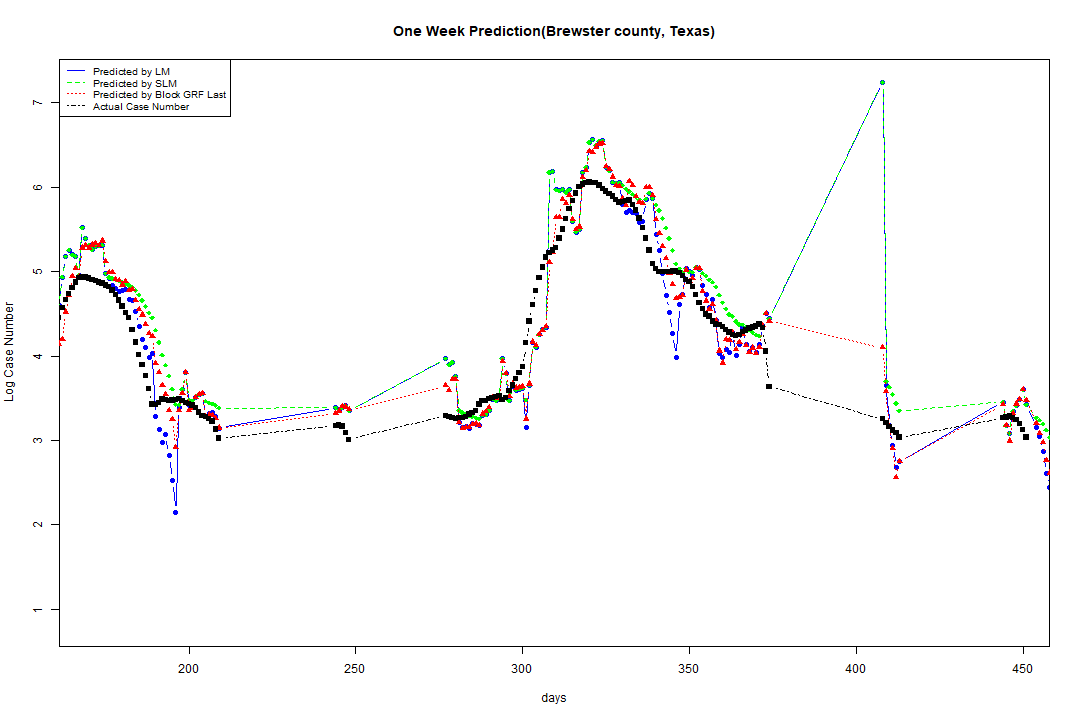 One Week Prediction(Brewster county, Texas)
Predicted by LM
Predicted by SLM
Predicted by Block GRF Last
Actual Case Number
Log Case Number
7
6
5
4
3
2
1
200
250
300
350
400
450
days